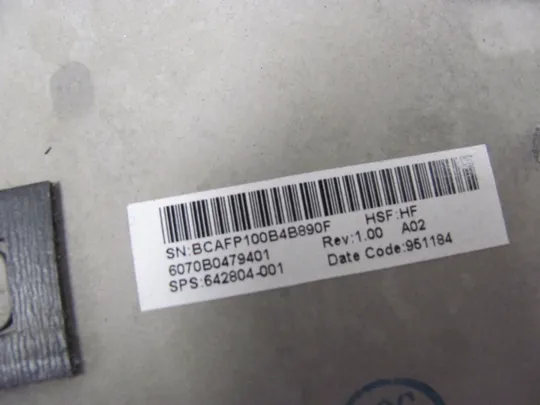 SN:BCAFP100B4B890F HSF:HF
6070B0479401 Rev:1.00 A02
SPS:642804-001 Date Code:951184